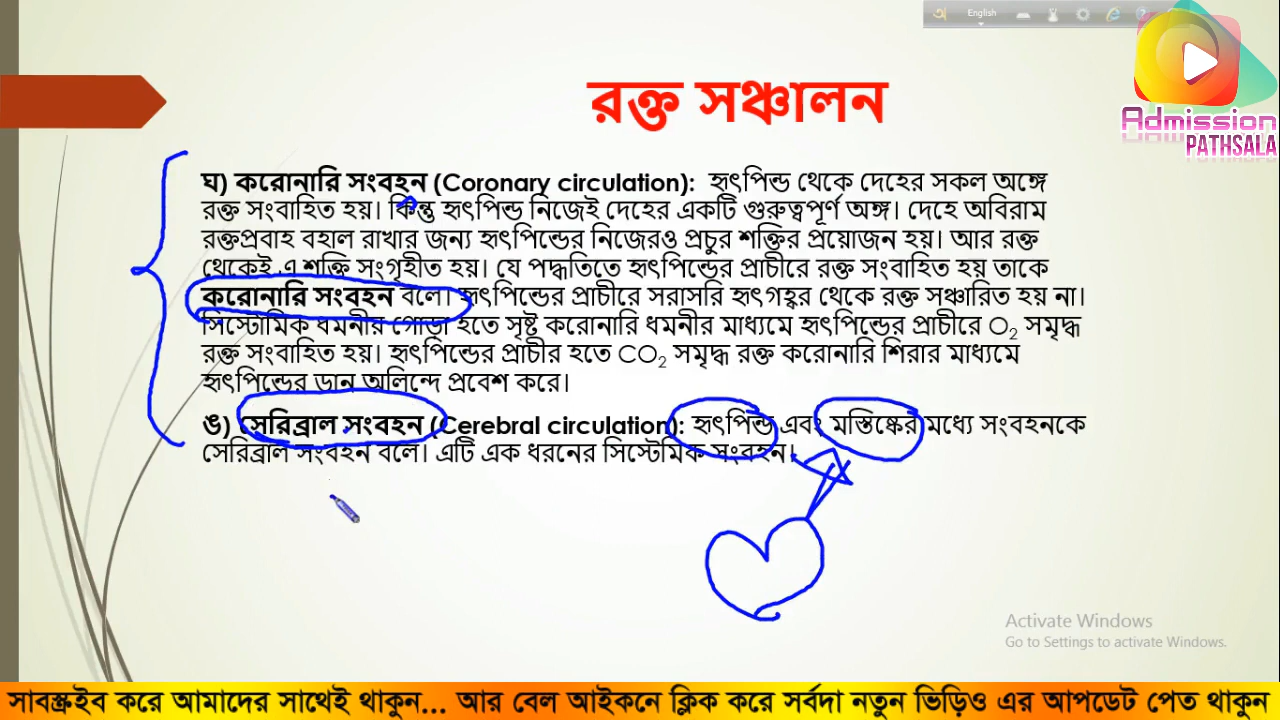 English
Admission
PATHSALA
রক্ত সঞ্চালন
ঘ) করোনারি সংবহন (Coronary circulation): হৃৎপিন্ড থেকে দেহের সকল অঙ্গে
রক্ত সংবাহিত হয়। কিন্তু হৃৎপিন্ড নিজেই দেহের একটি গুরুত্বপূর্ণ অঙ্গ। দেহে অবিরাম
রক্তপ্রবাহ বহাল রাখার জন্য হৃৎপিন্ডের নিজেরও প্রচুর শক্তির প্রয়োজন হয়। আর রক্ত
থেকেই এ শক্তি সংগৃহীত হয়। যে পদ্ধতিতে হৃৎপিন্ডের প্রাচীরে রক্ত সংবাহিত হয় তাকে
করোনারি সংবহন বলে। হৃৎপিন্ডের প্রাচীরে সরাসরি হৃৎগহ্বর থেকে রক্ত সঞ্চারিত হয় না।
সিস্টোমিক ধমনীর গোড়া হতে সৃষ্ট করোনারি ধমনীর মাধ্যমে হৃৎপিন্ডের প্রাচীরে O₂ সমৃদ্ধ
রক্ত সংবাহিত হয়। হৃৎপিন্ডের প্রাচীর হতে CO₂ সমৃদ্ধ রক্ত করোনারি শিরার মাধ্যমে
হৃৎপিন্ডের ডান অলিন্দে প্রবেশ করে।
ঙ) সেরিব্রাল সংবহন (Cerebral circulation): হৃৎপিন্ড এবং মস্তিষ্কের মধ্যে সংবহনকে
সেরিব্রাল সংবহন বলে। এটি এক ধরনের সিস্টেমিক সংবহন।
Activate Windows
Go to Settings to activate Windows.
সাবস্ক্রইব করে আমাদের সাথেই থাকুন... আর বেল আইকনে ক্লিক করে সর্বদা নতুন ভিডিও এর আপডেট পেত থাকুন